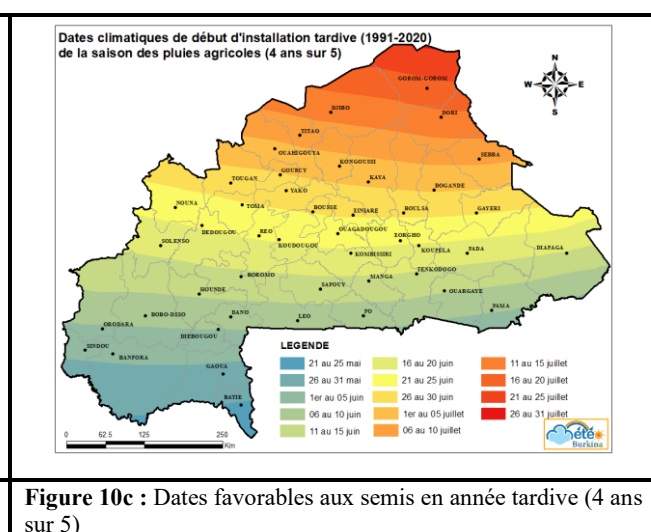 Dates climatiques de début d'installation tardive (1991-2020)
de la saison des pluies agricoles (4 ans sur 5)
N
W
E
S
GOROM-GOROM
DJIBO
DORI
TITAO
OUAHIGOUYA
KONGOUSSI
SEBBA
GOURCY
TOUGAN
KAYA
YAKO
BOGANDE
NOUNA
TOMA
BOUSSE
ZINIARE
BOULSA
GAYERI
DEDOUGOU
REO
OUAGADOUGOU
SOLENSO
KOUDOUGOU
ZORGHO
KOUPELA
FADA
DIAPAGA
KOMBISSIRI
BOROMO
TENKODOGO
MANGA
HOUNDE
SAPOUY
OUARGAYE
BOBO-DSSO
DANO
LEO
PO
PAMA
ORODARA
DIEBOUGOU
SINDOU
BANFORA
GAOUA
BATIE
LEGENDE
21 au 25 mai
16 au 20 juin
11 au 15 juillet
26 au 31 mai
21 au 25 juin
16 au 20 juillet
1er au 05 juin
26 au 30 juin
21 au 25 juillet
06 au 10 juin
1er au 05 juillet
26 au 31 juillet
11 au 15 juin
06 au 10 juillet
0 62.5 125 250
Km
météo
Burkina
Figure 10c : Dates favorables aux semis en année tardive (4 ans
sur 5)